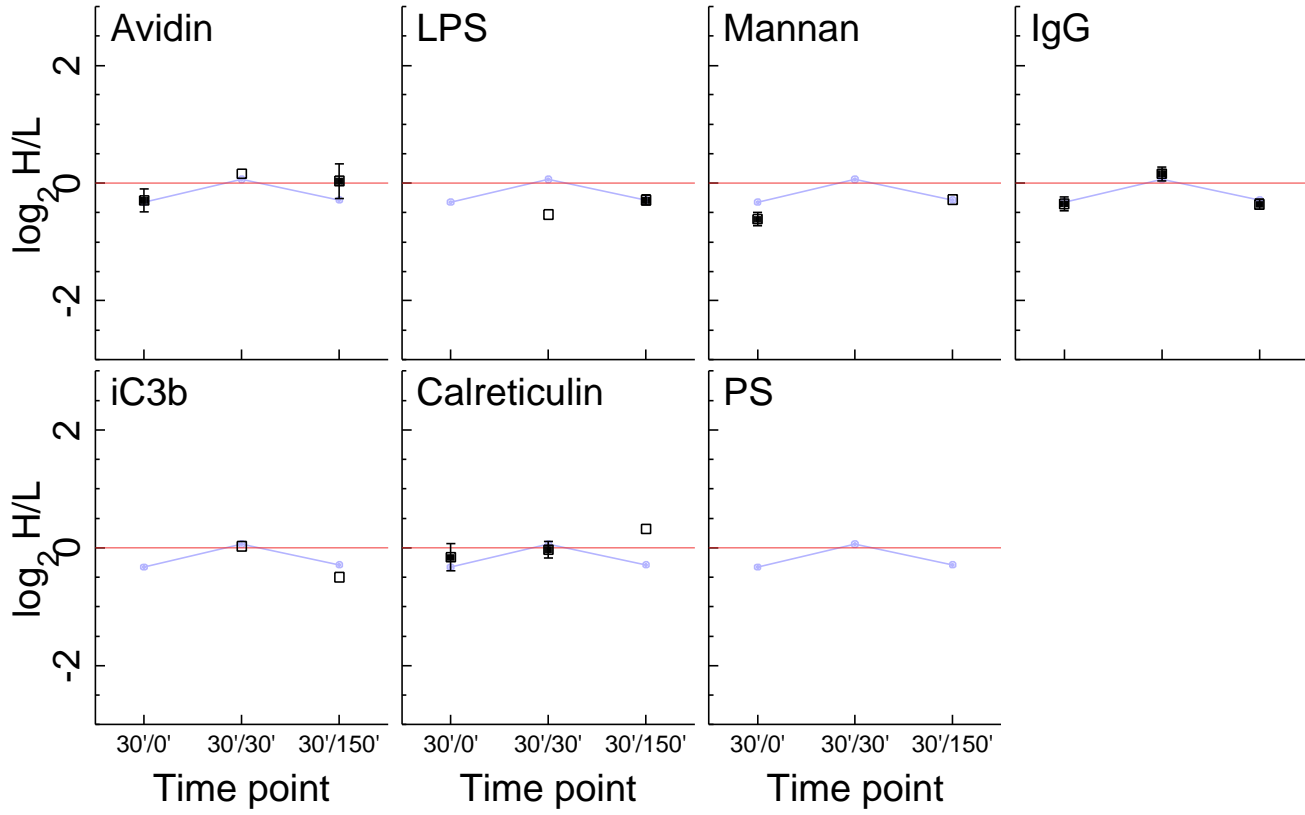 Avidin
LPS
Mannan
IgG
2
0
-2
log2 H/L
iC3b
Calreticulin
PS
2
0
-2
log2 H/L
30'/0' 30'/30' 30'/150'
30'/0' 30'/30' 30'/150'
30'/0' 30'/30' 30'/150'
Time point
Time point
Time point